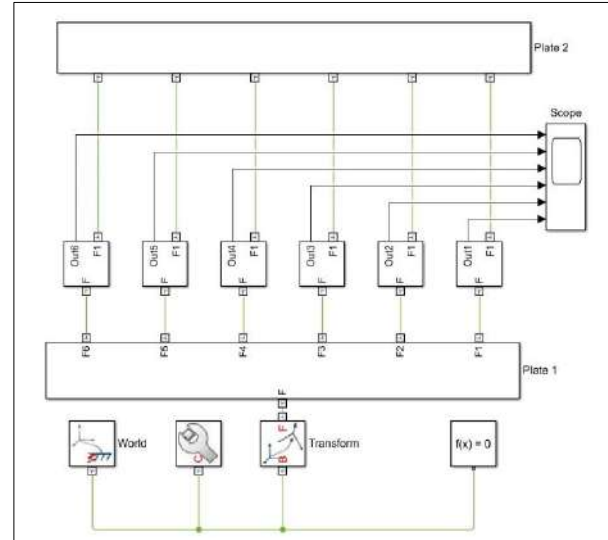 Plate 2
Scope
Out6 F1 Out5 F1 Out4 F1 Out3 F1 Out2 F1 Out1 F1
F F F F F F
F6 F5 F4 F3 F2 F1
Plate 1
F
World
C
F
B
Transform
f(x) = 0